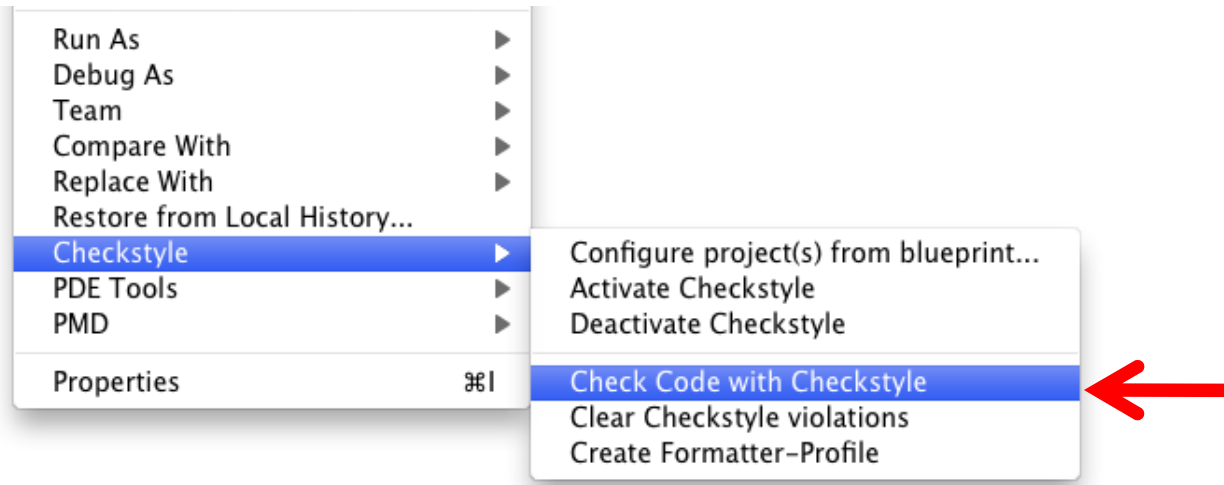 Run As
Debug As
Team
Compare With
Replace With
Restore from Local History...
Checkstyle
PDE Tools
PMD
Properties ⌘I
Configure project(s) from blueprint...
Activate Checkstyle
Deactivate Checkstyle
Check Code with Checkstyle
Clear Checkstyle violations
Create Formatter-Profile